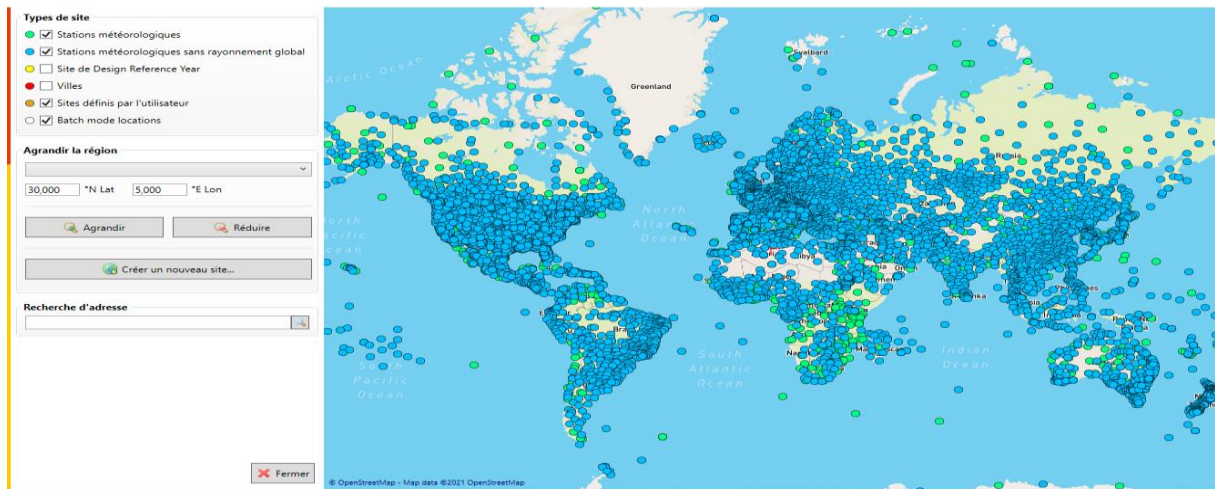 Types de site
Stations météorologiques
Stations météorologiques sans rayonnement global
Site de Design Reference Year
Villes
Sites définis par l'utilisateur
Batch mode locations
Agrandir la région
30,000 °N Lat 5,000 °E Lon
Agrandir Réduire
Créer un nouveau site...
Recherche d'adresse
Fermer
Arctic Ocean
Greenland
Svalbard
Russia
North
Atlantic
Ocean
Libya
South
Atlantic
Ocean
Indian
Ocean
South
Pacific
Ocean
© OpenStreetMap - Map data ©2021 OpenStreetMap